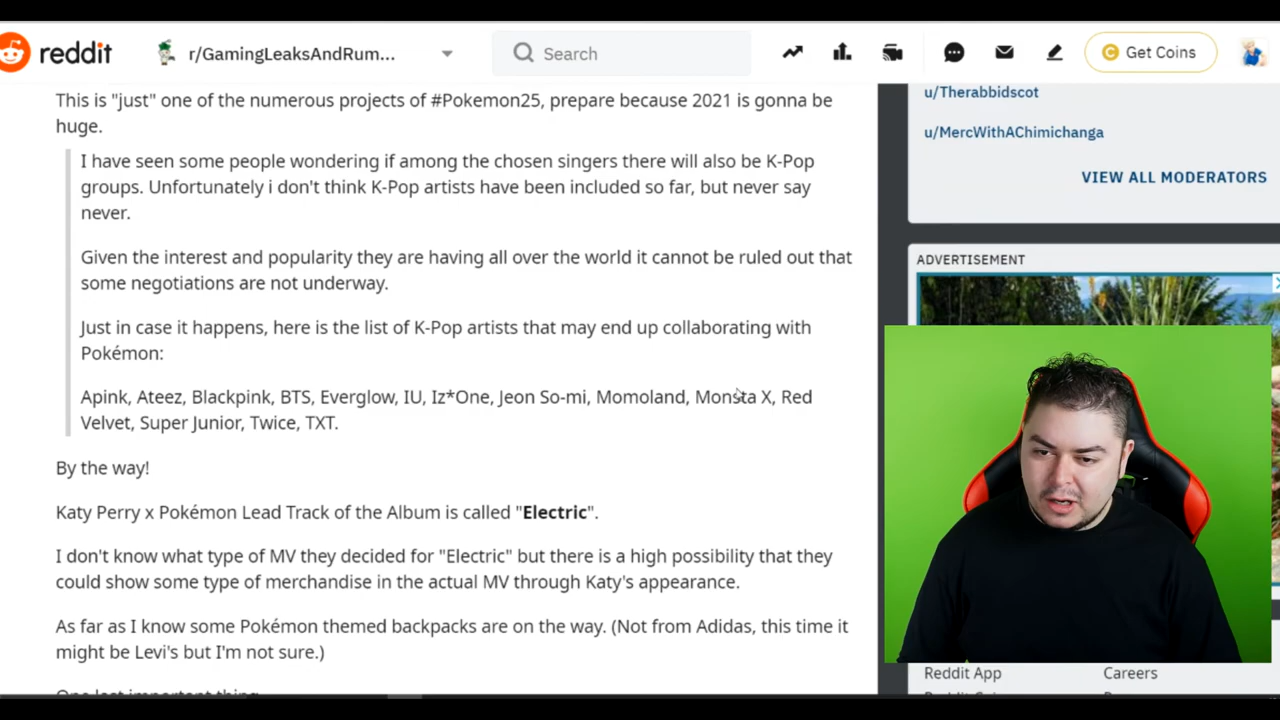 reddit
r/GamingLeaksAndRum...
Search
Get Coins
This is "just" one of the numerous projects of #Pokemon25, prepare because 2021 is gonna be
huge.
I have seen some people wondering if among the chosen singers there will also be K-Pop
groups. Unfortunately i don't think K-Pop artists have been included so far, but never say
never.
Given the interest and popularity they are having all over the world it cannot be ruled out that
some negotiations are not underway.
Just in case it happens, here is the list of K-Pop artists that may end up collaborating with
Pokémon:
Apink, Ateez, Blackpink, BTS, Everglow, IU, Iz*One, Jeon So-mi, Momoland, Monsta X, Red
Velvet, Super Junior, Twice, TXT.
By the way!
Katy Perry x Pokémon Lead Track of the Album is called "Electric".
I don't know what type of MV they decided for "Electric" but there is a high possibility that they
could show some type of merchandise in the actual MV through Katy's appearance.
As far as I know some Pokémon themed backpacks are on the way. (Not from Adidas, this time it
might be Levi's but I'm not sure.)
One last important thing
u/Therabbidscot
u/MercWithAChimichanga
VIEW ALL MODERATORS
ADVERTISEMENT
Reddit App
Careers